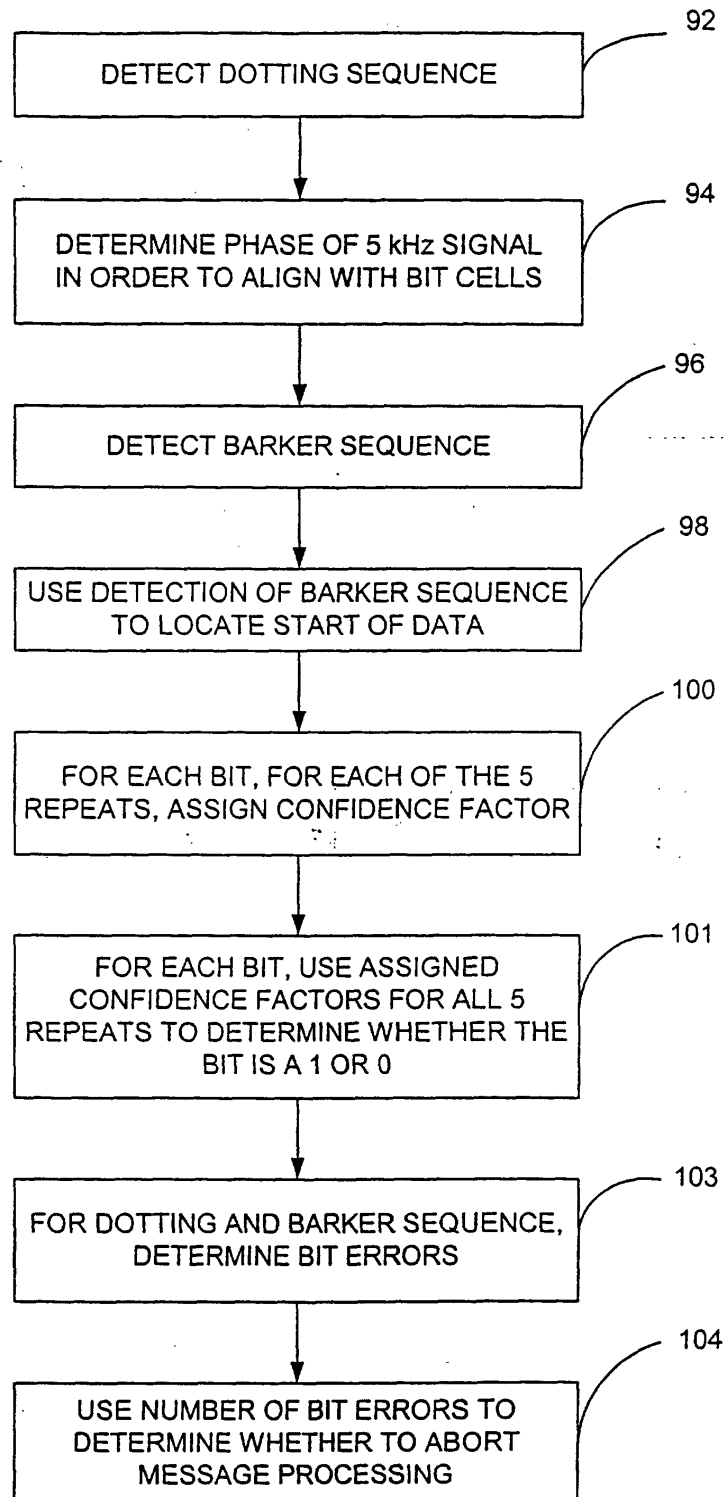 92
DETECT DOTTING SEQUENCE
94
DETERMINE PHASE OF 5 kHz SIGNAL
IN ORDER TO ALIGN WITH BIT CELLS
96
DETECT BARKER SEQUENCE
98
USE DETECTION OF BARKER SEQUENCE
TO LOCATE START OF DATA
100
FOR EACH BIT, FOR EACH OF THE 5
REPEATS, ASSIGN CONFIDENCE FACTOR
101
FOR EACH BIT, USE ASSIGNED
CONFIDENCE FACTORS FOR ALL 5
REPEATS TO DETERMINE WHETHER THE
BIT IS A 1 OR 0
103
FOR DOTTING AND BARKER SEQUENCE,
DETERMINE BIT ERRORS
104
USE NUMBER OF BIT ERRORS TO
DETERMINE WHETHER TO ABORT
MESSAGE PROCESSING